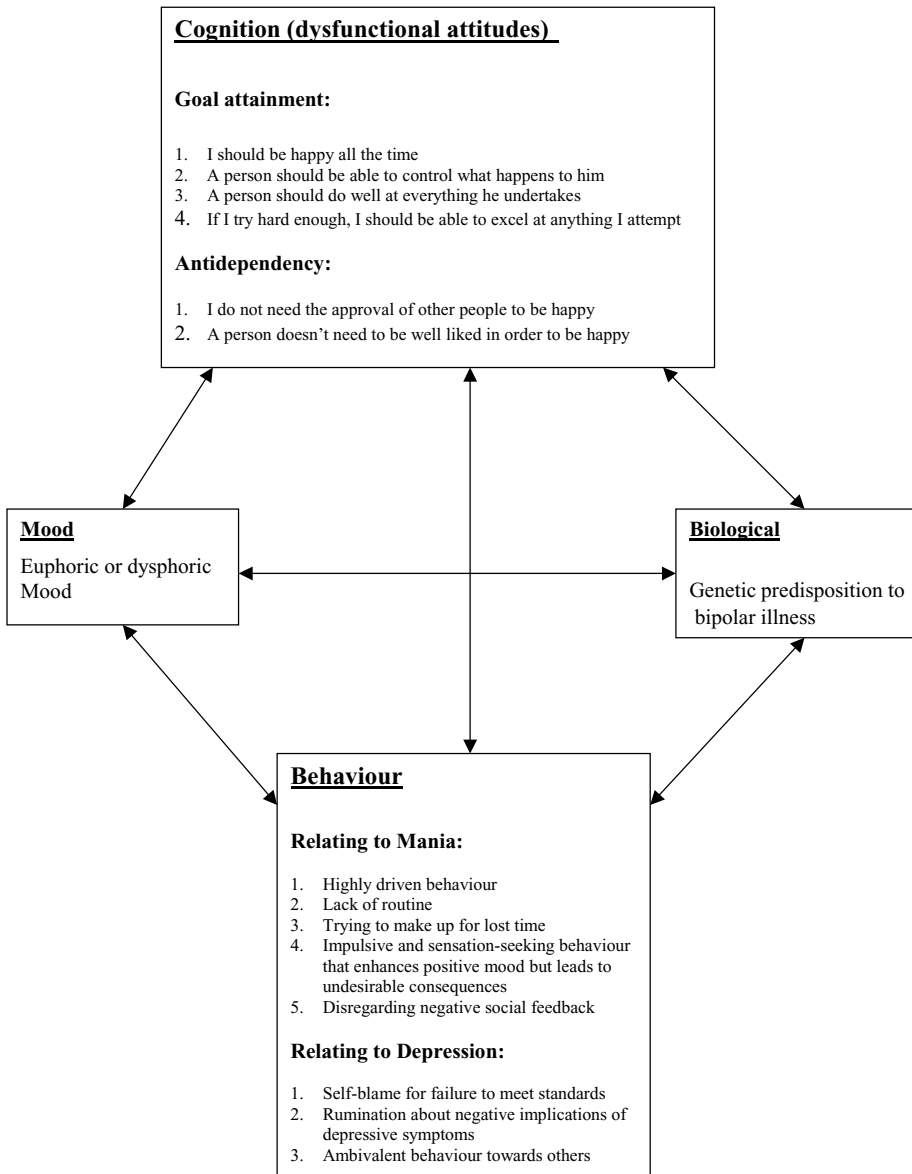 Cognition (dysfunctional attitudes)
Goal attainment:
1. I should be happy all the time
2. A person should be able to control what happens to him
3. A person should do well at everything he undertakes
4. If I try hard enough, I should be able to excel at anything I attempt
Antidependency:
1. I do not need the approval of other people to be happy
2. A person doesn’t need to be well liked in order to be happy
Mood
Euphoric or dysphoric
Mood
Biological
Genetic predisposition to
bipolar illness
Behaviour
Relating to Mania:
1. Highly driven behaviour
2. Lack of routine
3. Trying to make up for lost time
4. Impulsive and sensation-seeking behaviour
that enhances positive mood but leads to
undesirable consequences
5. Disregarding negative social feedback
Relating to Depression:
1. Self-blame for failure to meet standards
2. Rumination about negative implications of
depressive symptoms
3. Ambivalent behaviour towards others